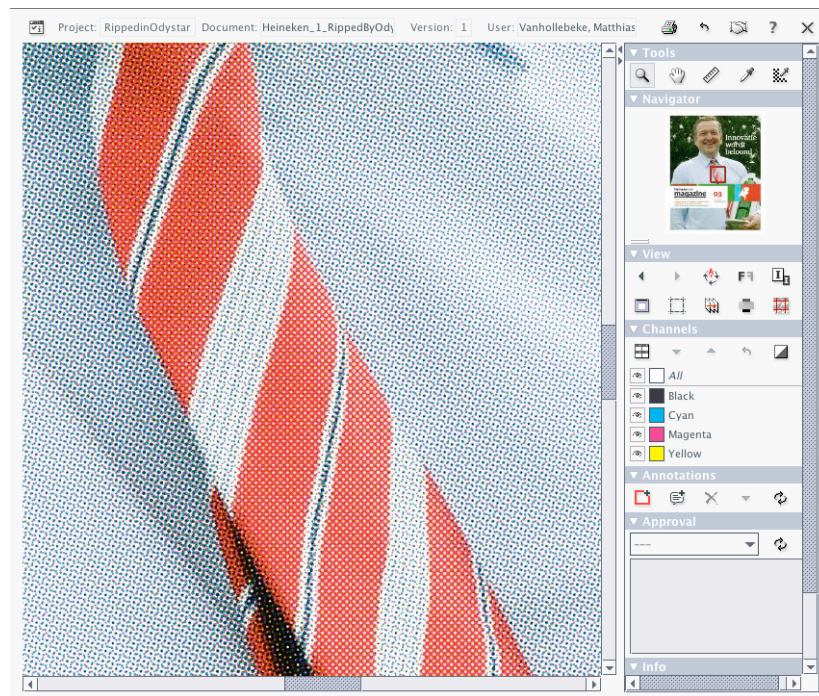 Project: RippedinOdystar Document: Heineken_1_RippedByOdy Version: 1 User: Vanhollebeke, Matthias
Tools
Navigator
Innovatie
wordt
beloond
magazine 03
View
Channels
All
Black
Cyan
Magenta
Yellow
Annotations
Approval
---
Info